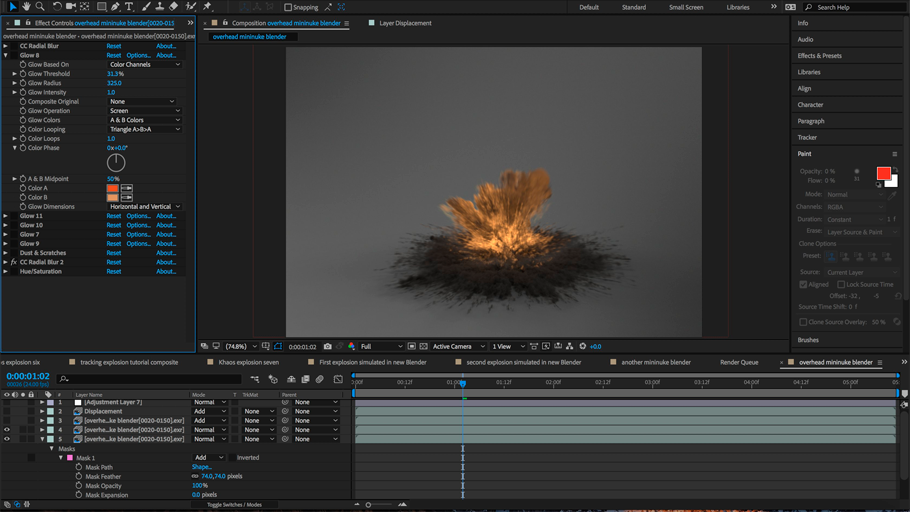 Snapping
Default
Standard
Small Screen
Libraries
Search Help
Effect Controls overhead mininuke blender[0020-015
Composition overhead mininuke blender
Layer Displacement
Info
overhead mininuke blender • overhead mininuke blender[0020-0150].exr
overhead mininuke blender
Audio
CC Radial Blur Reset About...
Glow 8 Reset Options... About...
Effects & Presets
Glow Based On Color Channels
Glow Threshold 31.3%
Libraries
Glow Radius 325.0
Glow Intensity 1.0
Align
Composite Original None
Character
Glow Operation Screen
Glow Colors A & B Colors
Paragraph
Color Looping Triangle A>B>A
Color Loops 1.0
Tracker
Color Phase 0x+0.0°
Paint
Opacity: 0 %
Flow: 0 %
51
A & B Midpoint 50%
Color A
Mode: Normal
Color B
Channels: RGBA
Glow Dimensions Horizontal and Vertical
Duration: Constant 1 f
Glow 11 Reset Options... About...
Glow 10 Reset Options... About...
Erase: Layer Source & Paint
Glow 7 Reset Options... About...
Clone Options
Glow 9 Reset Options... About...
Dust & Scratches Reset About...
Preset:
fx CC Radial Blur 2 Reset About...
Source: Current Layer
Hue/Saturation Reset About...
Aligned Lock Source Time
Offset: -32, -5
Source Time Shift: 0 f
Clone Source Overlay: 50 %
Brushes
(74.8%) 0:00:01:02 Full Active Camera 1 View +0.0
s explosion six
tracking explosion tutorial composite
Khaos explosion seven
First explosion simulated in new Blender
second explosion simulated in new Blender
another mininuke blender
Render Queue
overhead mininuke blender
0:00:01:02
00026 (24.00 fps)
00f 00:12f 01:00f 01:12f 02:00f 02:12f 03:00f 03:12f 04:00f 04:12f 05:00f 05
# Layer Name Mode T TrkMat Parent
1 [Adjustment Layer 7] Normal None
2 Displacement Add None None
3 [overhe...ke blender[0020-0150].exr] Add None None
4 [overhe...ke blender[0020-0150].exr] Normal None None
5 [overhe...ke blender[0020-0150].exr] Normal None None
Masks
Mask 1 Add Inverted
Mask Path Shape...
Mask Feather 74.0,74.0 pixels
Mask Opacity 100%
Mask Expansion 0.0 pixels
Toggle Switches / Modes